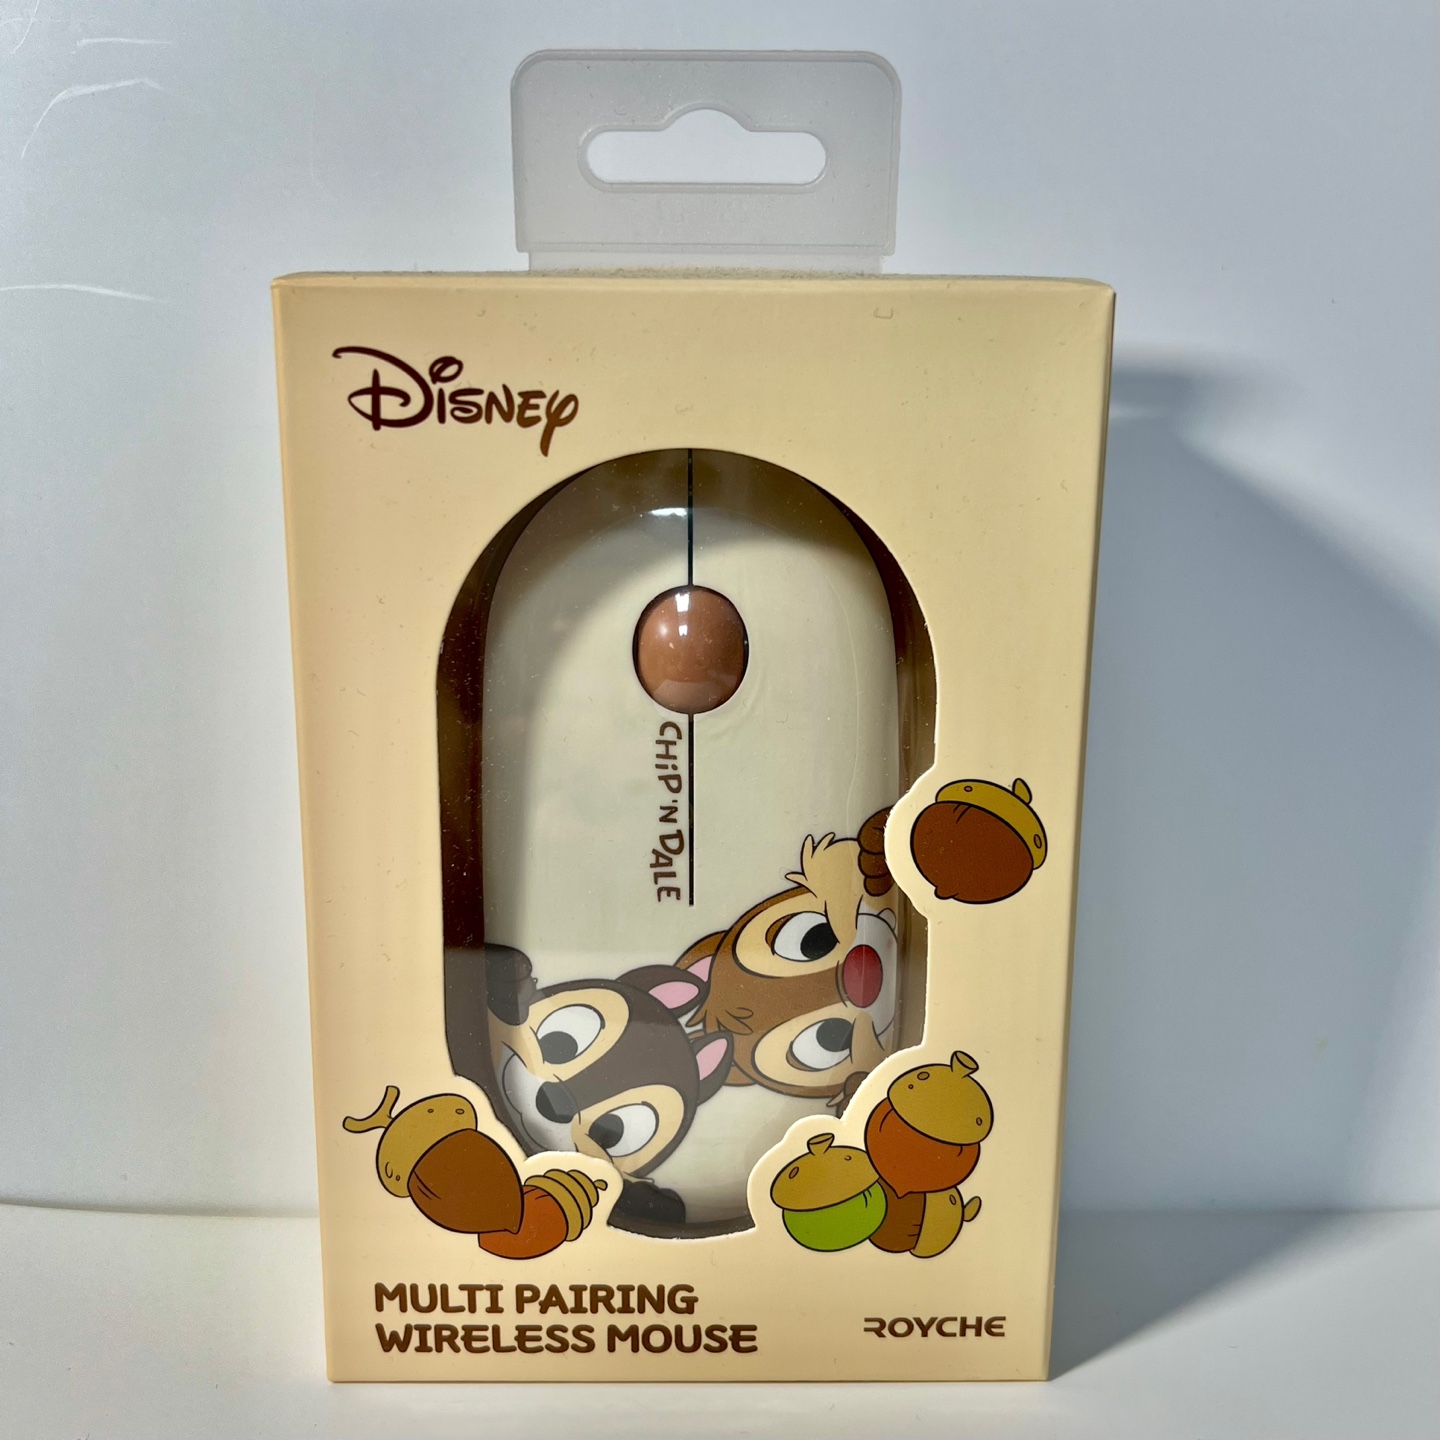 Disney
CHiP 'N DALE
MULTI PAIRING
WIRELESS MOUSE
ROYCHE